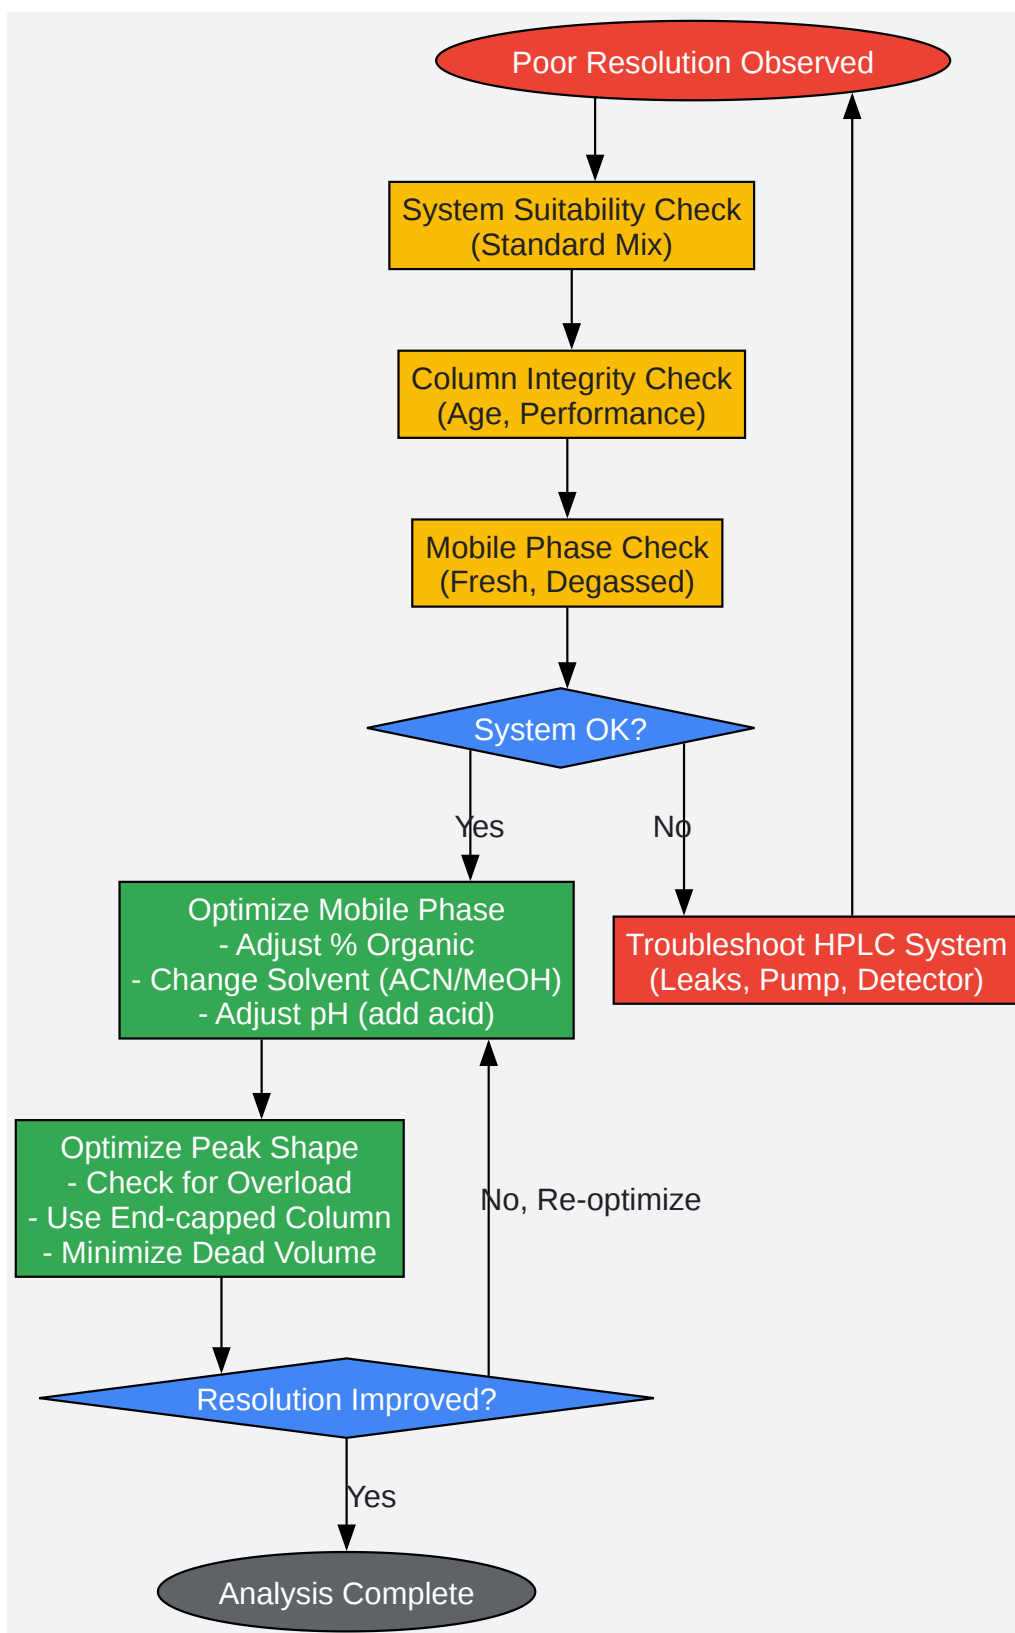 Poor Resolution Observed
System Suitability Check
(Standard Mix)
Column Integrity Check
(Age, Performance)
Mobile Phase Check
(Fresh, Degassed)
System OK?
Yes
No
Optimize Mobile Phase
- Adjust % Organic
- Change Solvent (ACN/MeOH)
- Adjust pH (add acid)
Troubleshoot HPLC System
(Leaks, Pump, Detector)
Optimize Peak Shape
- Check for Overload
- Use End-capped Column
- Minimize Dead Volume
No, Re-optimize
Resolution Improved?
Yes
Analysis Complete